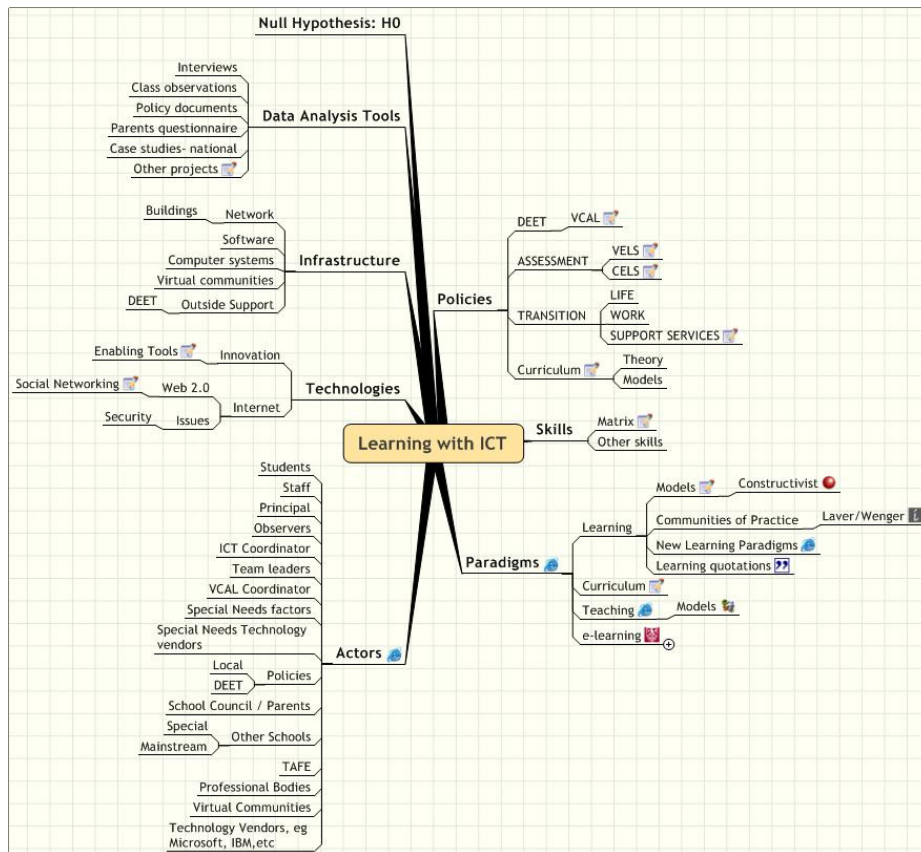 Null Hypothesis: H0
Interviews
Class observations
Policy documents
Parents questionnaire
Case studies- national
Other projects
Data Analysis Tools
Buildings
Network
Software
Computer systems
Virtual communities
DEET
Outside Support
Infrastructure
Enabling Tools
Innovation
Social Networking
Web 2.0
Security
Issues
Internet
Technologies
Learning with ICT
Students
Staff
Principal
Observers
ICT Coordinator
Team leaders
VCAL Coordinator
Special Needs factors
Special Needs Technology
vendors
Local
DEET
Policies
School Council / Parents
Special
Mainstream
Other Schools
TAFE
Professional Bodies
Virtual Communities
Technology Vendors, eg
Microsoft, IBM,etc
Actors
Policies
DEET
VCAL
ASSESSMENT
VELS
CELS
TRANSITION
LIFE
WORK
SUPPORT SERVICES
Curriculum
Theory
Models
Skills
Matrix
Other skills
Paradigms
Learning
Models
Constructivist
Communities of Practice
Laver/Wenger
New Learning Paradigms
Learning quotations
Curriculum
Teaching
Models
e-learning